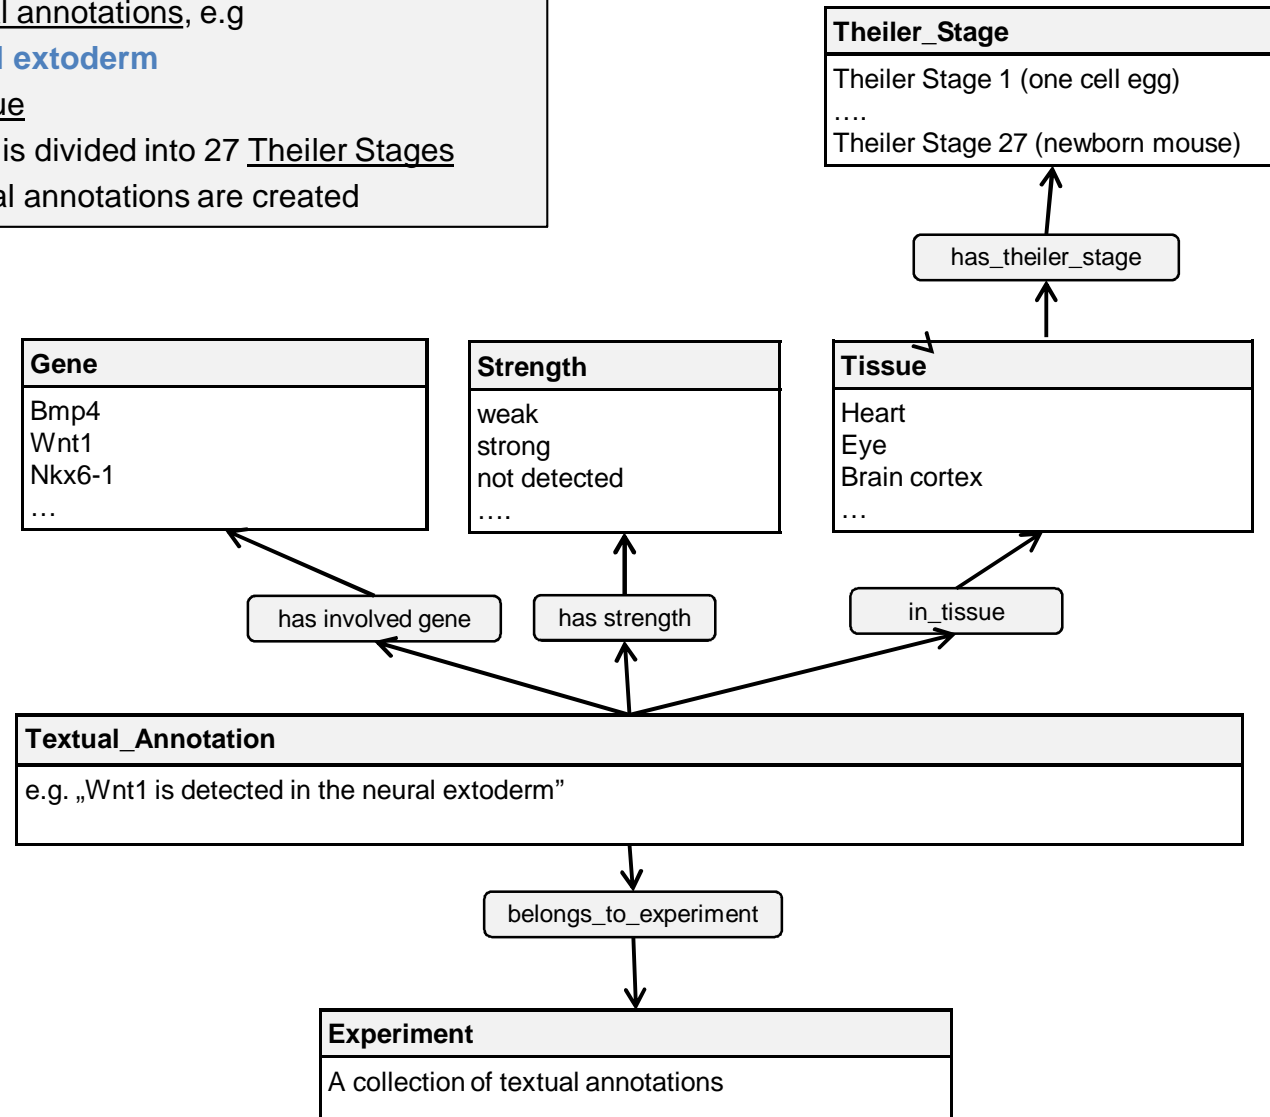 annotations, e.g
extoderm
is divided into 27 Theiler Stages
annotations are created
Theiler_Stage
Theiler Stage 1 (one cell egg)
....
Theiler Stage 27 (newborn mouse)
has_theiler_stage
Gene
Bmp4
Wnt1
Nkx6-1
…
Strength
weak
strong
not detected
….
Tissue
Heart
Eye
Brain cortex
…
has involved gene
has strength
in_tissue
Textual_Annotation
e.g. „Wnt1 is detected in the neural extoderm”
belongs_to_experiment
Experiment
A collection of textual annotations